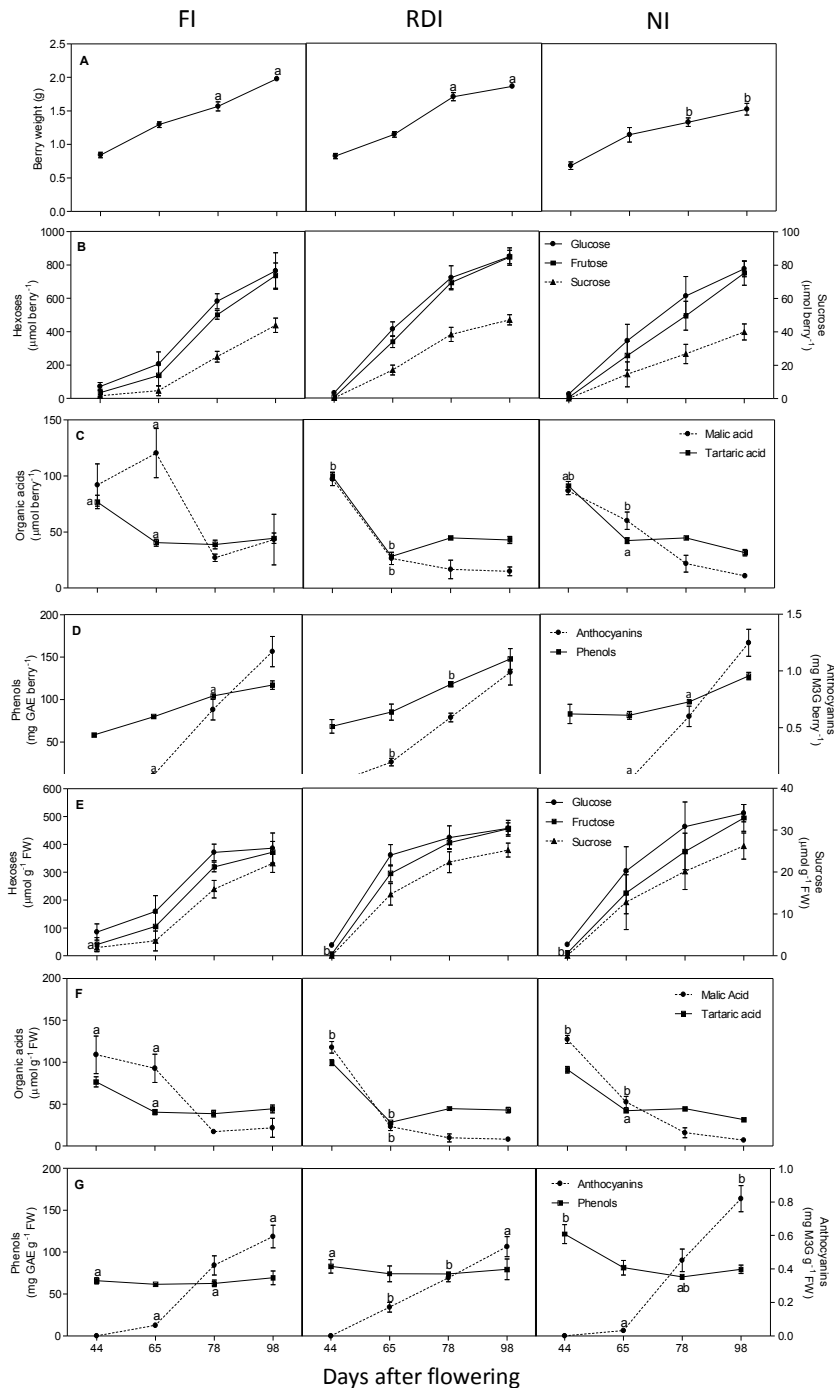 FI RDI NI
A
Berry weight (g)
2.5
2.0
1.5
1.0
0.5
0.0
a a
a a
b b
B
Hexoses
(μmol berry⁻¹)
1000
800
600
400
200
0
Glucose
Frutose
Sucrose
100
80
60
40
20
0
Sucrose
(μmol berry⁻¹)
C
Organic acids
(μmol berry⁻¹)
150
100
50
0
a a a
b b b
ab b a
Malic acid
Tartaric acid
D
Phenols
(mg GAE berry⁻¹)
200
150
100
50
a a
b b
a a
Anthocyanins
Phenols
1.5
1.0
0.5
Anthocyanins
(mg M3G berry⁻¹)
E
Hexoses
(μmol g⁻¹ FW)
600
500
400
300
200
100
0
a
b
b
Glucose
Fructose
Sucrose
40
30
20
10
0
Sucrose
(μmol g⁻¹ FW)
F
Organic acids
(μmol g⁻¹ FW)
200
150
100
50
0
a a a
b b b
b b a
Malic Acid
Tartaric acid
G
Phenols
(mg GAE g⁻¹ FW)
200
150
100
50
0
a a a a
a b b a
b a ab b
Anthocyanins
Phenols
1.0
0.8
0.6
0.4
0.2
0.0
Anthocyanins
(mg M3G g⁻¹ FW)
44 65 78 98 44 65 78 98 44 65 78 98
Days after flowering